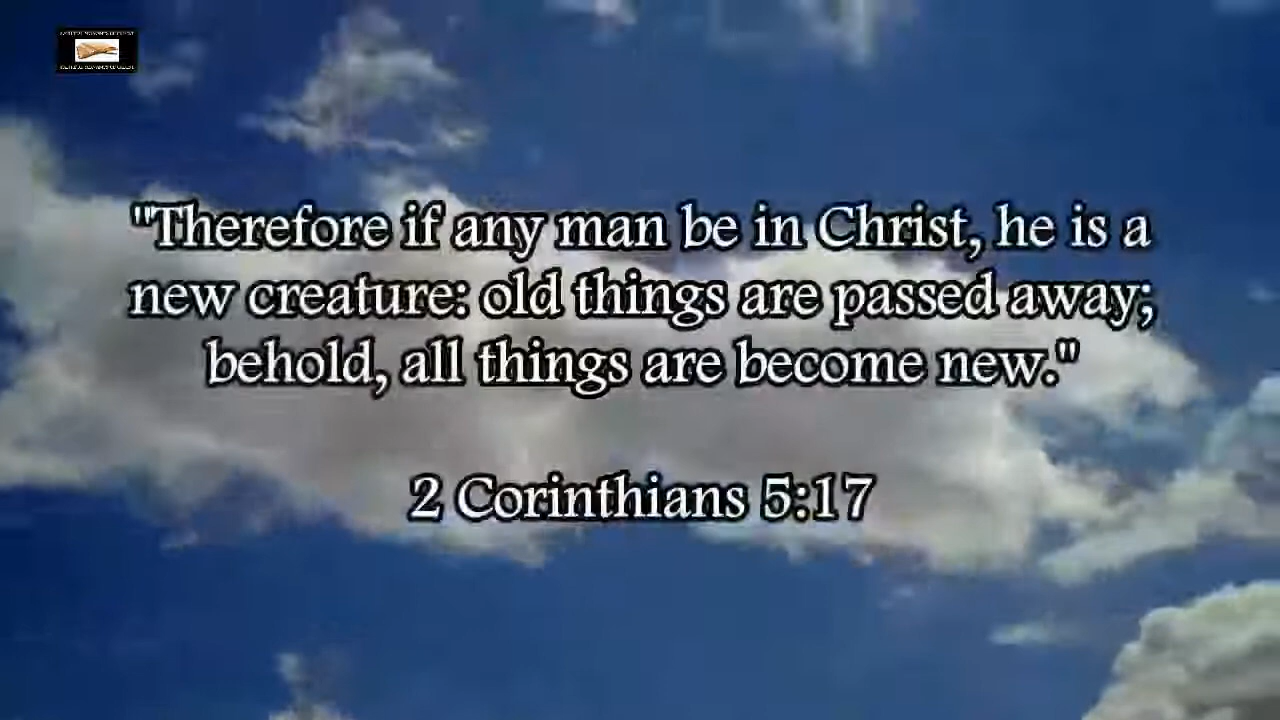 "Therefore if any man be in Christ, he is a
new creature: old things are passed away;
behold, all things are become new."
2 Corinthians 5:17